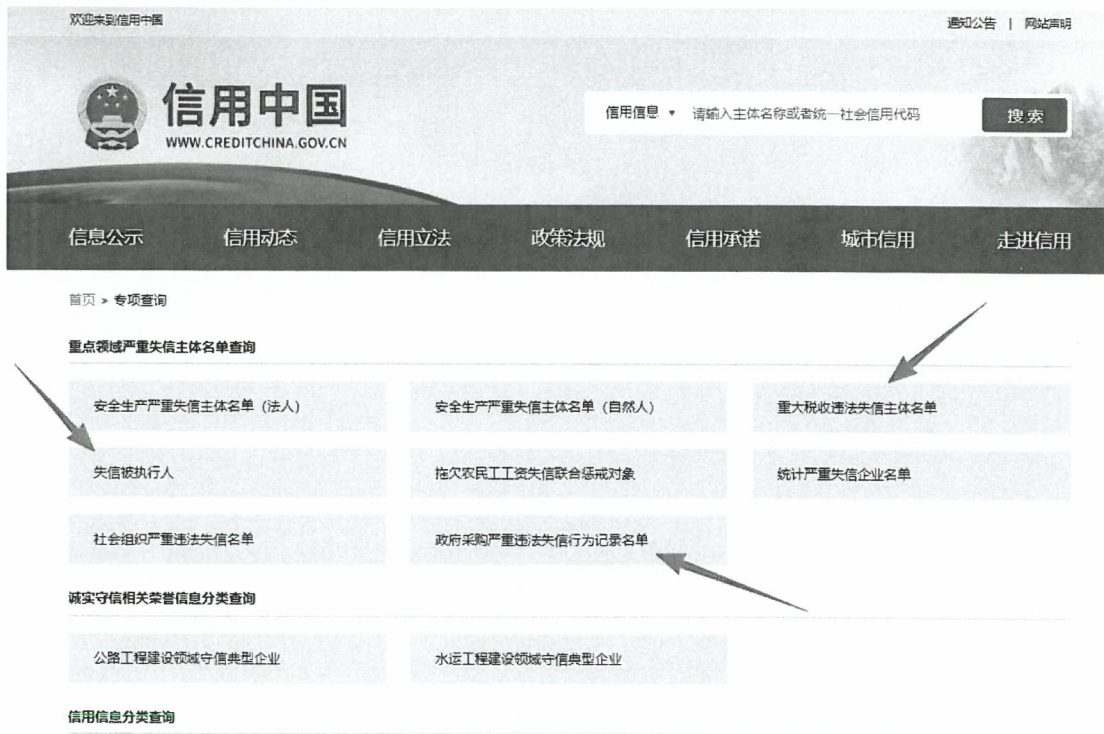 欢迎来到信用中国
通知公告 | 网站声明
信用中国
WWW.CREDITCHINA.GOV.CN
信用信息 ▾ 请输入主体名称或者统一社会信用代码 搜索
信息公示 信用动态 信用立法 政策法规 信用承诺 城市信用 走进信用
首页 > 专项查询
重点领域严重失信主体名单查询
安全生产严重失信主体名单（法人） 安全生产严重失信主体名单（自然人） 重大税收违法失信主体名单
失信被执行人 拖欠农民工工资失信联合惩戒对象 统计严重失信企业名单
社会组织严重违法失信名单 政府采购严重违法失信行为记录名单
诚实守信相关荣誉信息分类查询
公路工程建设领域守信典型企业 水运工程建设领域守信典型企业
信用信息分类查询